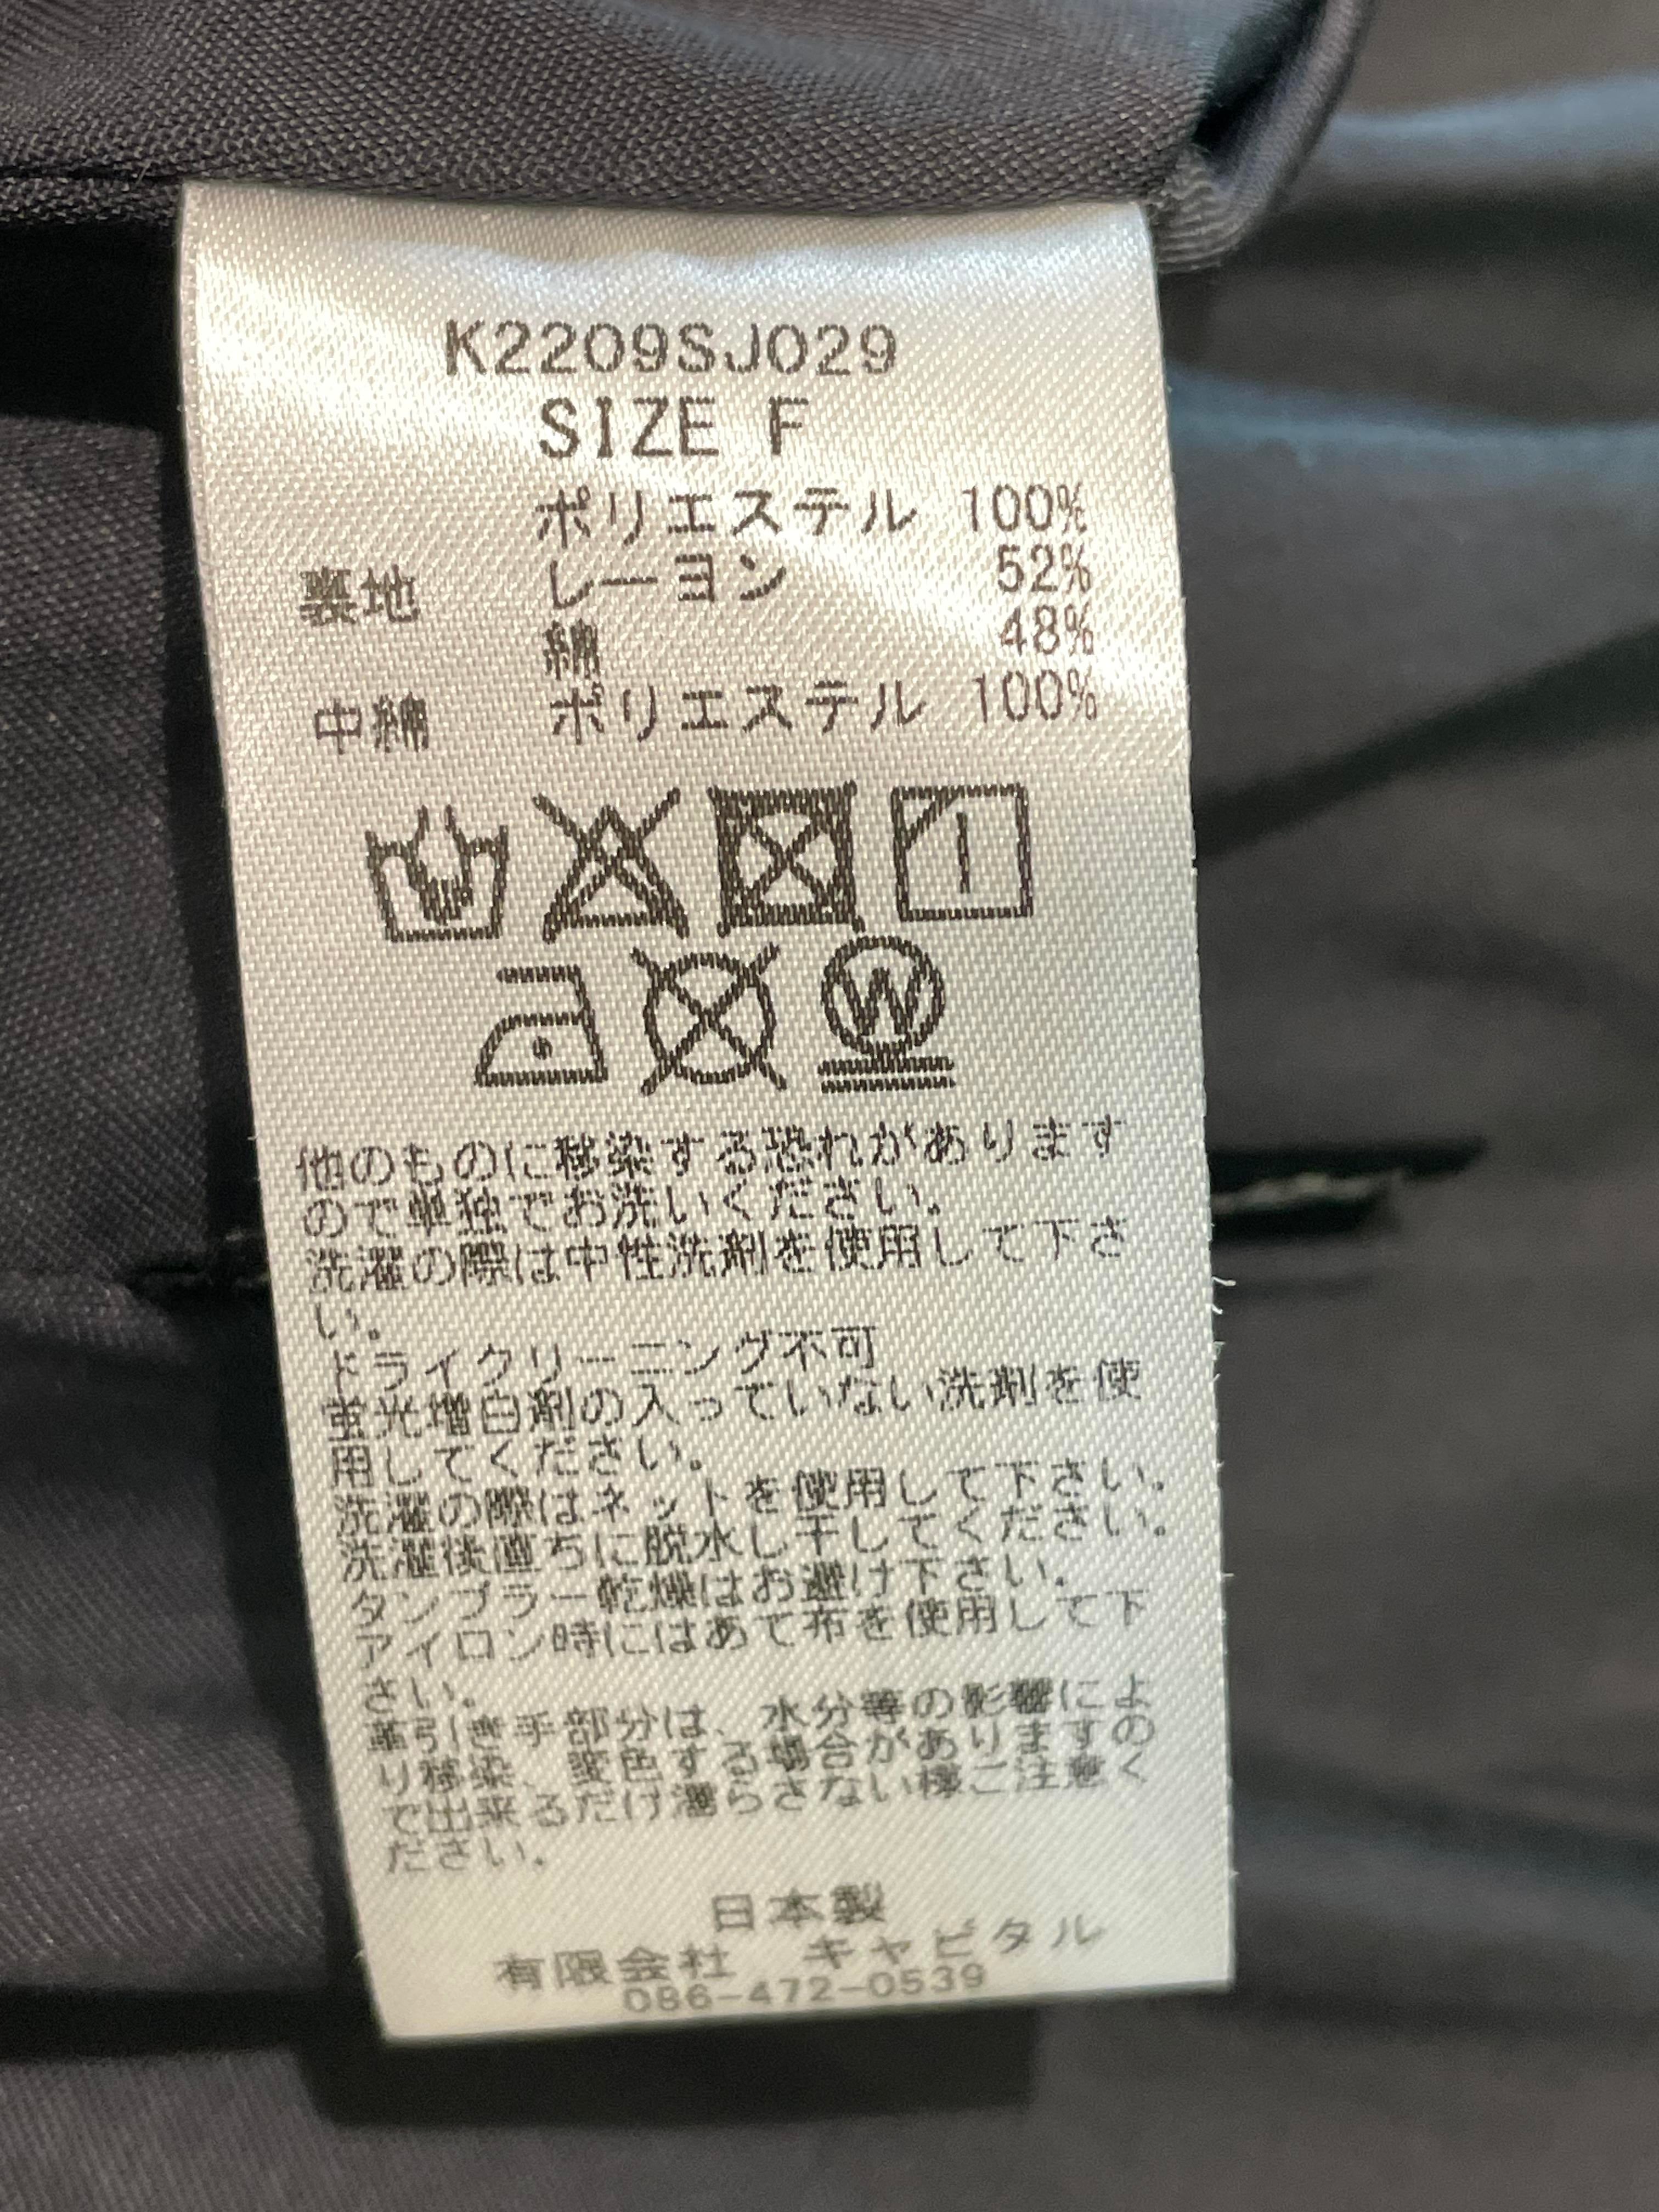 K2209SJ029
SIZE F
ポリエステル 100%
裏地 レーヨン 52%
綿 48%
中綿 ポリエステル 100%
W
他のものに移染する恐れがあります
ので単独でお洗いください。
洗濯の際は中性洗剤を使用して下さ
い。
ドライクリーニング不可
蛍光増白剤の入っていない洗剤を使
用してください。
洗濯の際はネットを使用して下さい。
洗濯後直ちに脱水し干してください。
タンブラー乾燥はお避け下さい。
アイロン時にはあて布を使用して下
さい。
革引き手部分は、水分等の影響によ
り移染、変色する場合がありますの
で出来るだけ濡らさない様ご注意く
ださい。
日本製
有限会社 キャピタル
086-472-0539